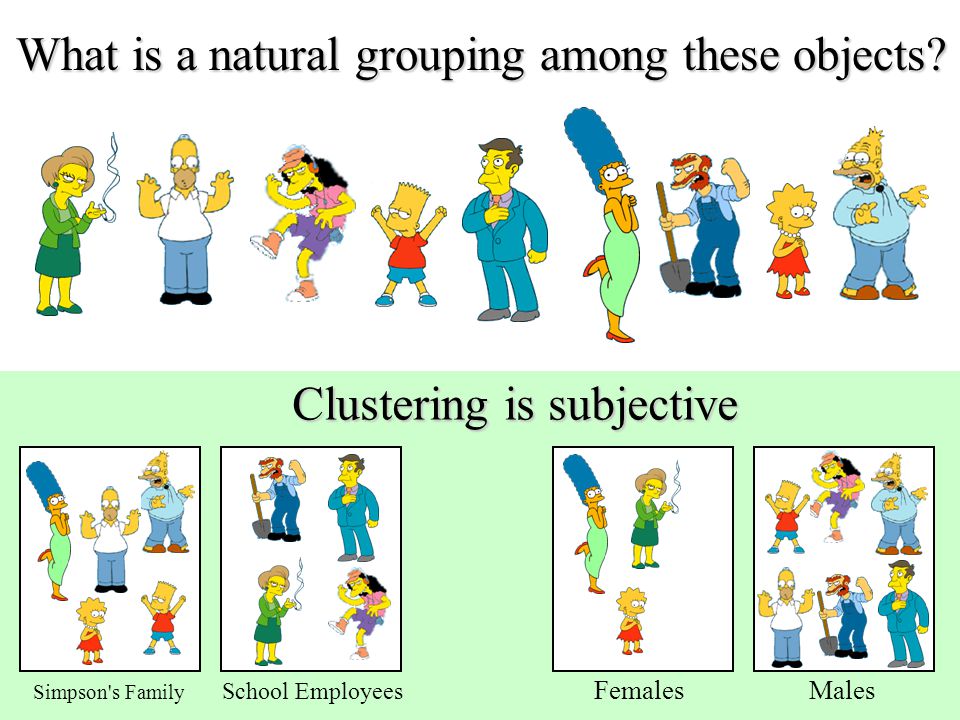 What is a natural grouping among these objects?
Clustering is subjective
Simpson's Family
School Employees
Females
Males